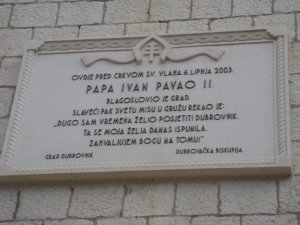 OVDJE PRED CRKVOM SV. VLAHA, 6. LIPNJA 2003.
PAPA IVAN PAVAO II.
BLAGOSLOVIO JE GRAD.
SLAVEĆI PAK SVETU MISU U GRUŽU REKAO JE:
"DUGO SAM VREMENA ŽELIO POSJETITI DUBROVNIK.
TA SE MOJA ŽELJA DANAS ISPUNILA.
ZAHVALJUJEM BOGU NA TOMU!"
GRAD DUBROVNIK DUBROVAČKA BISKUPIJA